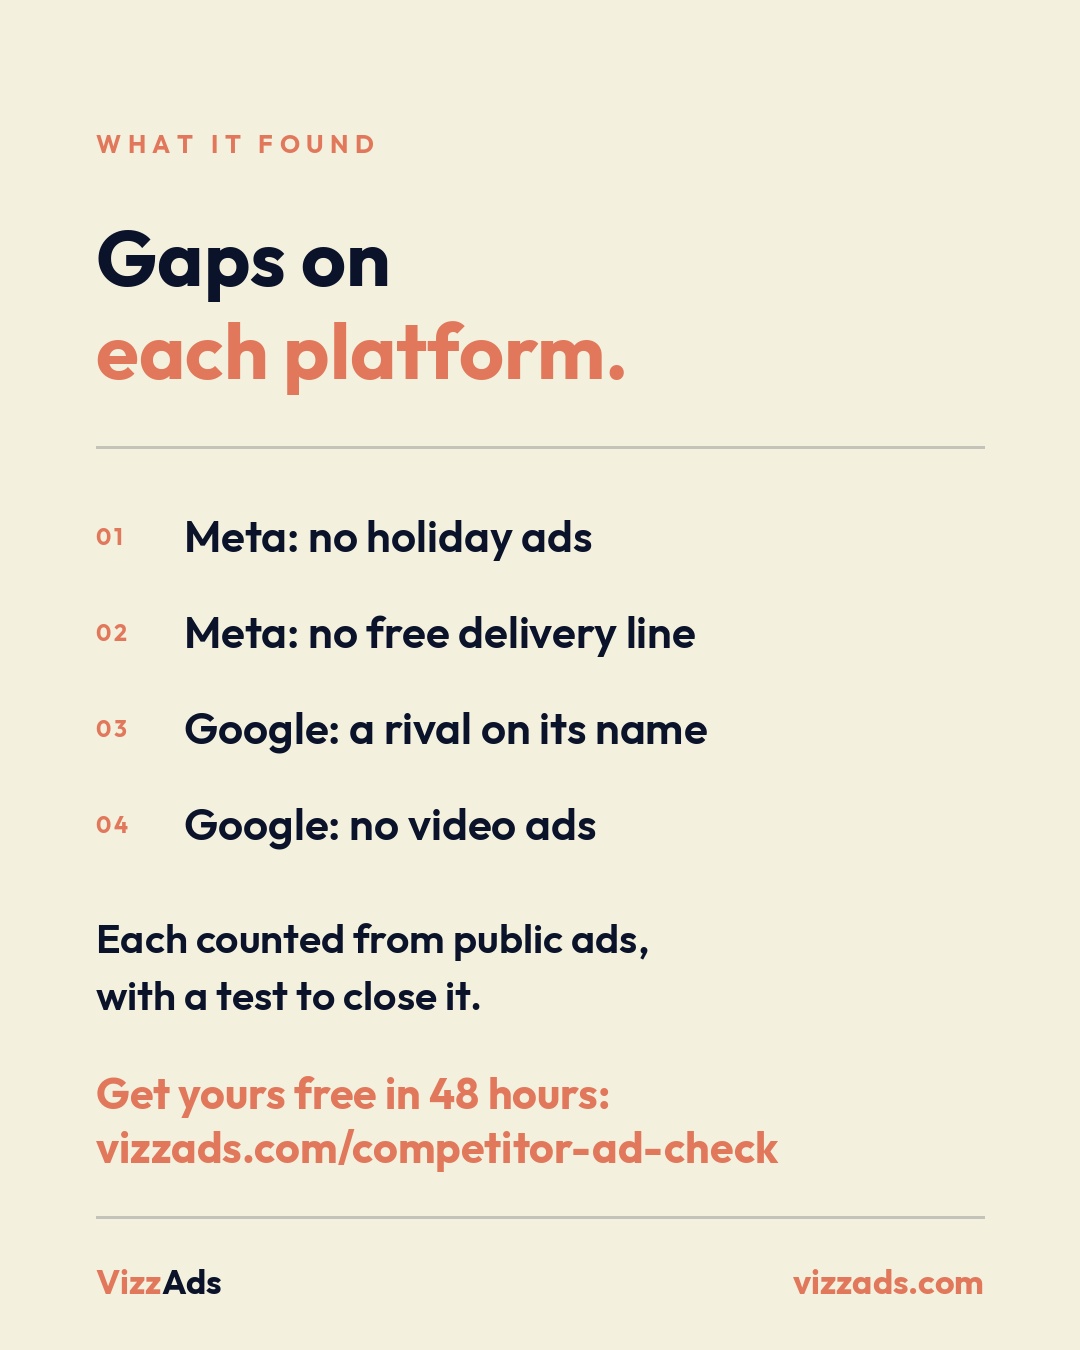 WHAT IT FOUND
Gaps on
each platform.
01 Meta: no holiday ads
02 Meta: no free delivery line
03 Google: a rival on its name
04 Google: no video ads
Each counted from public ads,
with a test to close it.
Get yours free in 48 hours:
vizzads.com/competitor-ad-check
VizzAds vizzads.com